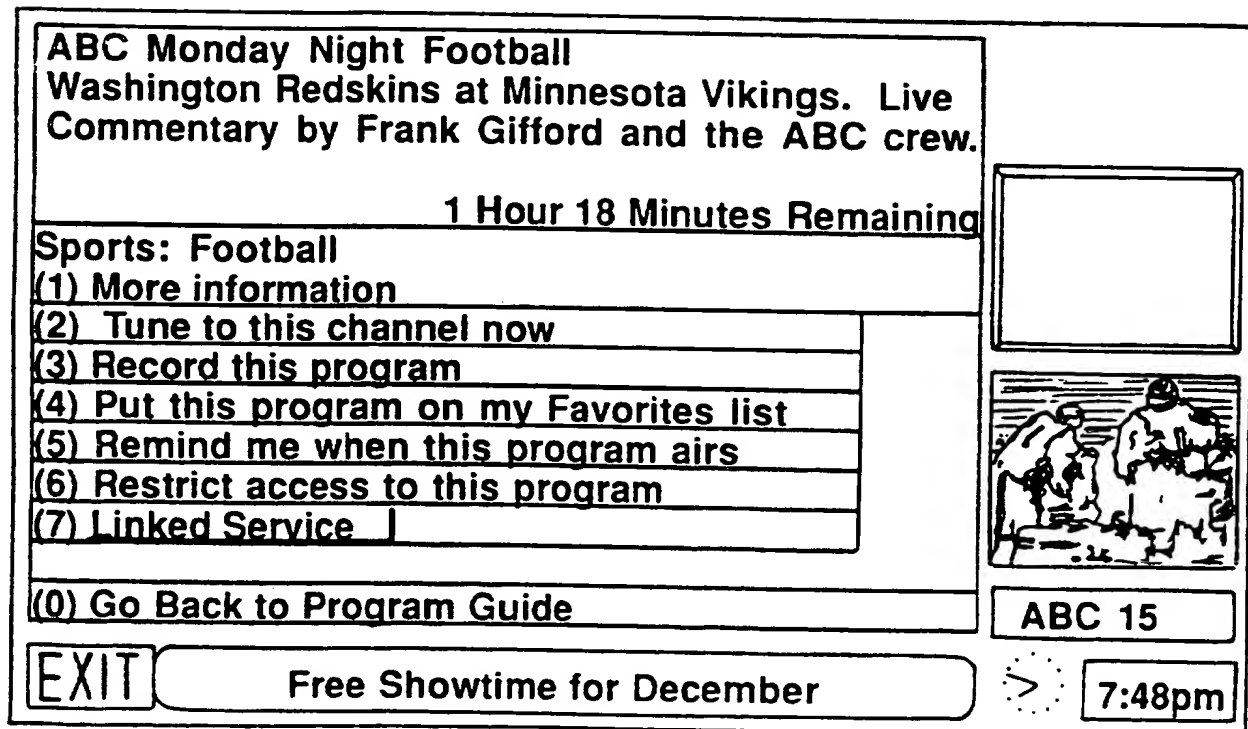 ABC Monday Night Football
Washington Redskins at Minnesota Vikings. Live
Commentary by Frank Gifford and the ABC crew.
1 Hour 18 Minutes Remaining
Sports: Football
(1) More information
(2) Tune to this channel now
(3) Record this program
(4) Put this program on my Favorites list
(5) Remind me when this program airs
(6) Restrict access to this program
(7) Linked Service
(0) Go Back to Program Guide
ABC 15
EXIT
Free Showtime for December
7:48pm